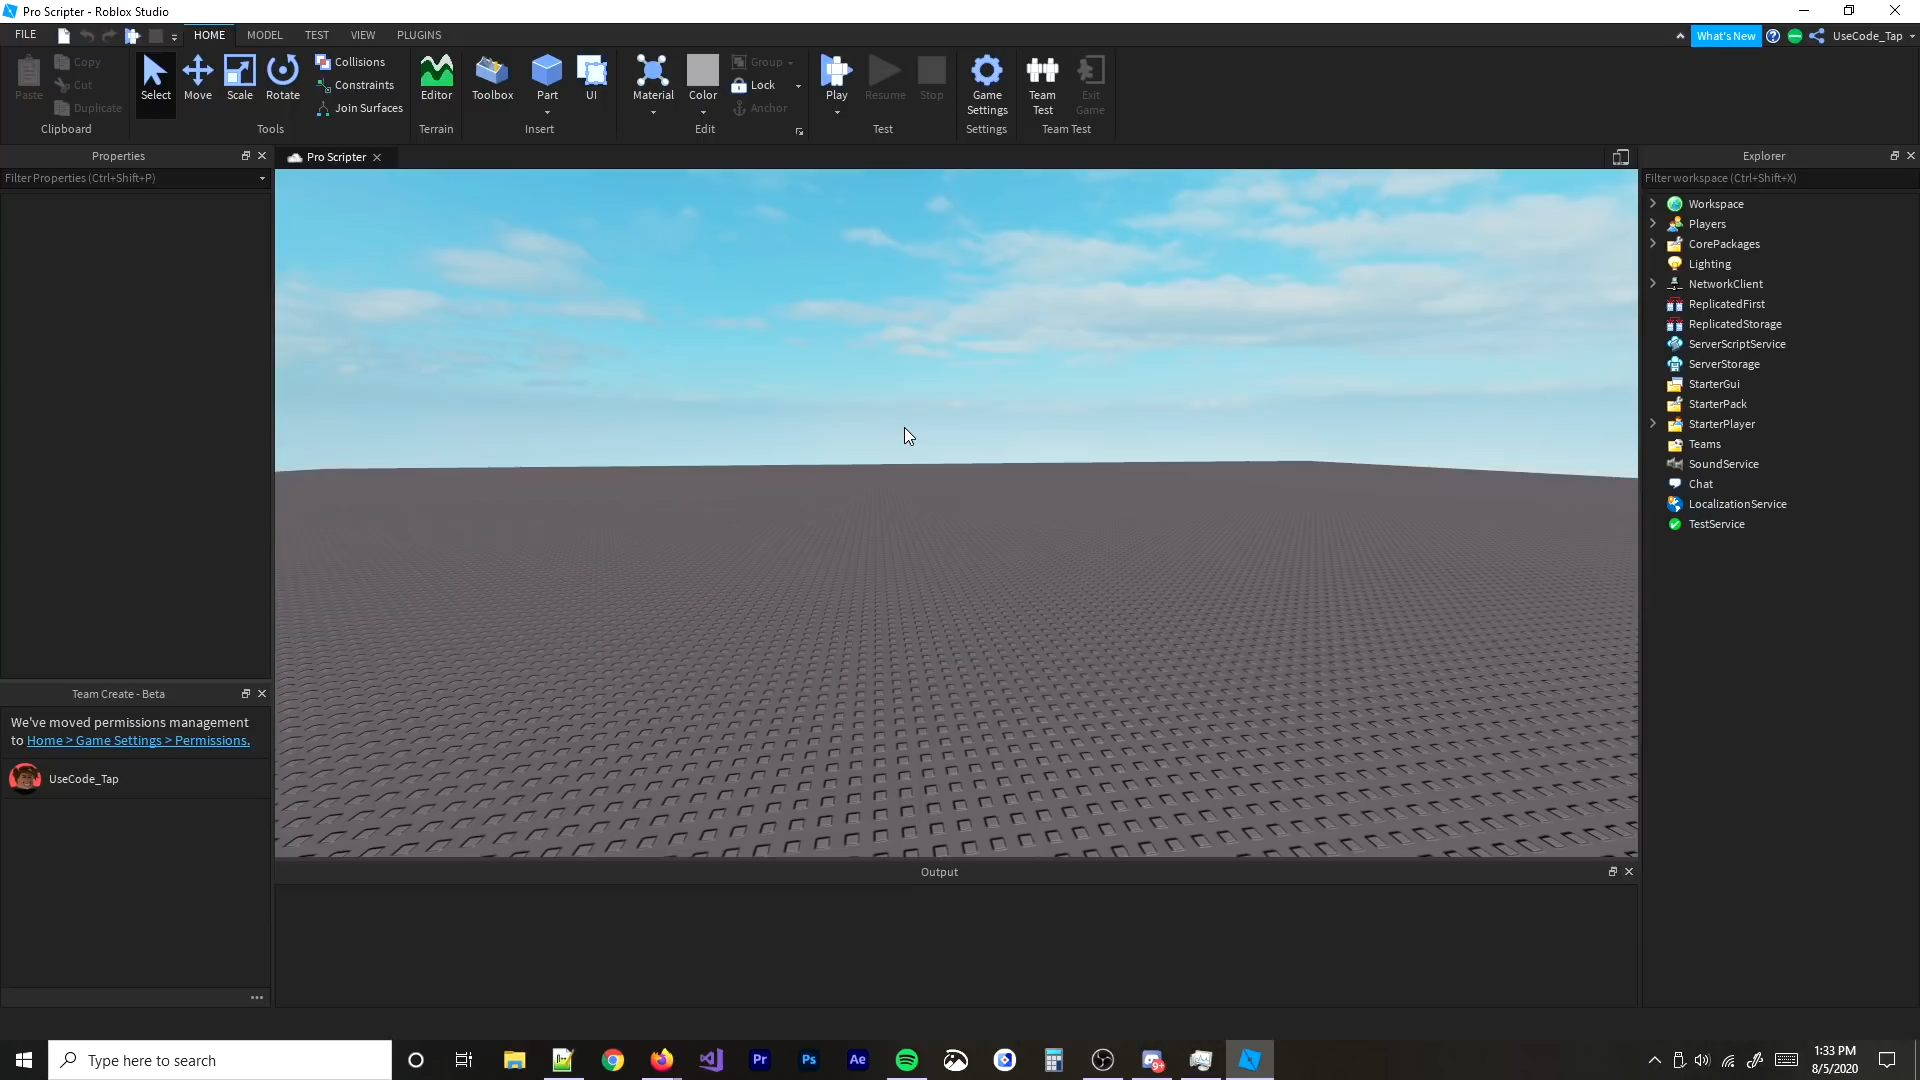 Pro Scripter - Roblox Studio
FILE HOME MODEL TEST VIEW PLUGINS What's New UseCode_Tap
Paste Copy Cut Duplicate
Clipboard
Select Move Scale Rotate Collisions Constraints Join Surfaces
Tools
Editor
Terrain
Toolbox Part UI
Insert
Material Color Group Lock Anchor
Edit
Play Resume Stop
Test
Game Settings
Settings
Team Test Exit Game
Team Test
Properties
Filter Properties (Ctrl+Shift+P)
Team Create - Beta
We've moved permissions management
to Home > Game Settings > Permissions.
UseCode_Tap
Pro Scripter
Output
Explorer
Filter workspace (Ctrl+Shift+X)
Workspace
Players
CorePackages
Lighting
NetworkClient
ReplicatedFirst
ReplicatedStorage
ServerScriptService
ServerStorage
StarterGui
StarterPack
StarterPlayer
Teams
SoundService
Chat
LocalizationService
TestService
Type here to search
Pr Ps Ae
9+
1:33 PM
8/5/2020